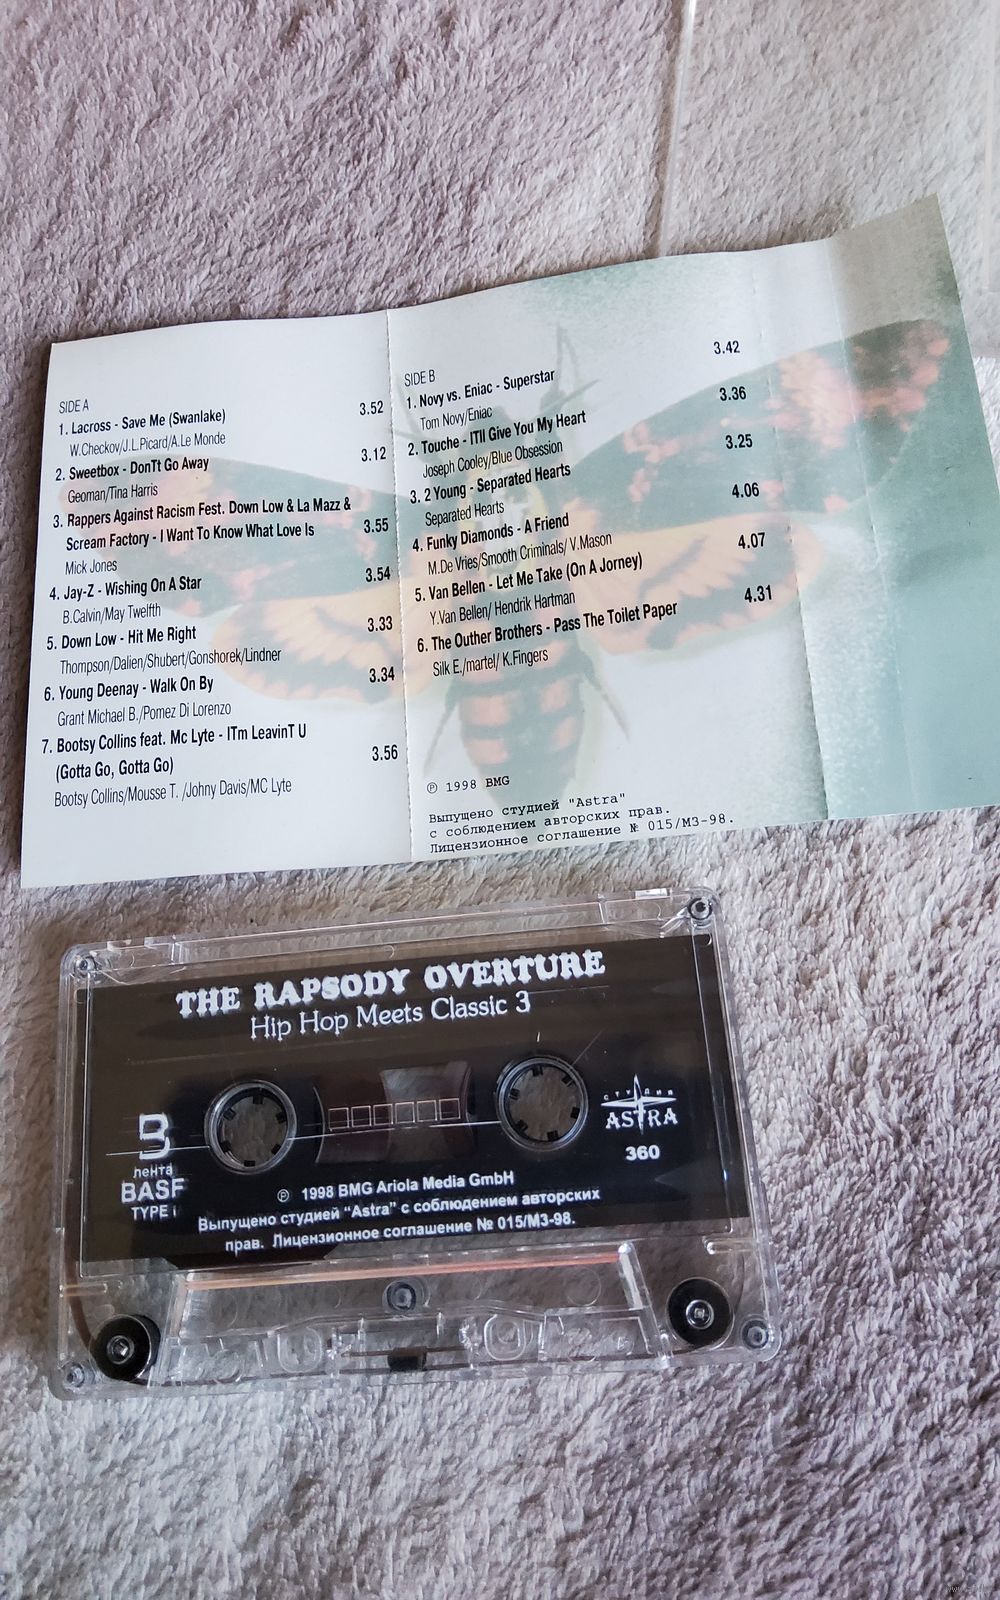 SIDE A
1. Lacross - Save Me (Swanlake) 3.52
W.Checkov/J.L.Picard/A.Le Monde
2. Sweetbox - DonTt Go Away 3.12
Geoman/Tina Harris
3. Rappers Against Racism Fest. Down Low & La Mazz &
Scream Factory - I Want To Know What Love Is 3.55
Mick Jones
4. Jay-Z - Wishing On A Star 3.54
B.Calvin/May Twelfth
5. Down Low - Hit Me Right 3.33
Thompson/Dalien/Shubert/Gonshorek/Lindner
6. Young Deenay - Walk On By 3.34
Grant Michael B./Pomez Di Lorenzo
7. Bootsy Collins feat. Mc Lyte - ITm LeavinT U
(Gotta Go, Gotta Go) 3.56
Bootsy Collins/Mousse T. /Johny Davis/MC Lyte
SIDE B
1. Novy vs. Eniac - Superstar 3.42
Tom Novy/Eniac
2. Touche - ITll Give You My Heart 3.36
Joseph Cooley/Blue Obsession
3. 2 Young - Separated Hearts 3.25
Separated Hearts
4. Funky Diamonds - A Friend 4.06
M.De Vries/Smooth Criminals/ V.Mason
5. Van Bellen - Let Me Take (On A Jorney) 4.07
Y.Van Bellen/ Hendrik Hartman
6. The Outher Brothers - Pass The Toilet Paper 4.31
Silk E./martel/ K.Fingers
℗ 1998 BMG
Выпущено студией "Astra"
с соблюдением авторских прав.
Лицензионное соглашение № 015/МЗ-98.
THE RAPSODY OVERTURE
Hip Hop Meets Classic 3
СТУДИЯ
ASTRA
360
лента
BASF
TYPE I
℗ 1998 BMG Ariola Media GmbH
Выпущено студией "Astra" с соблюдением авторских
прав. Лицензионное соглашение № 015/МЗ-98.